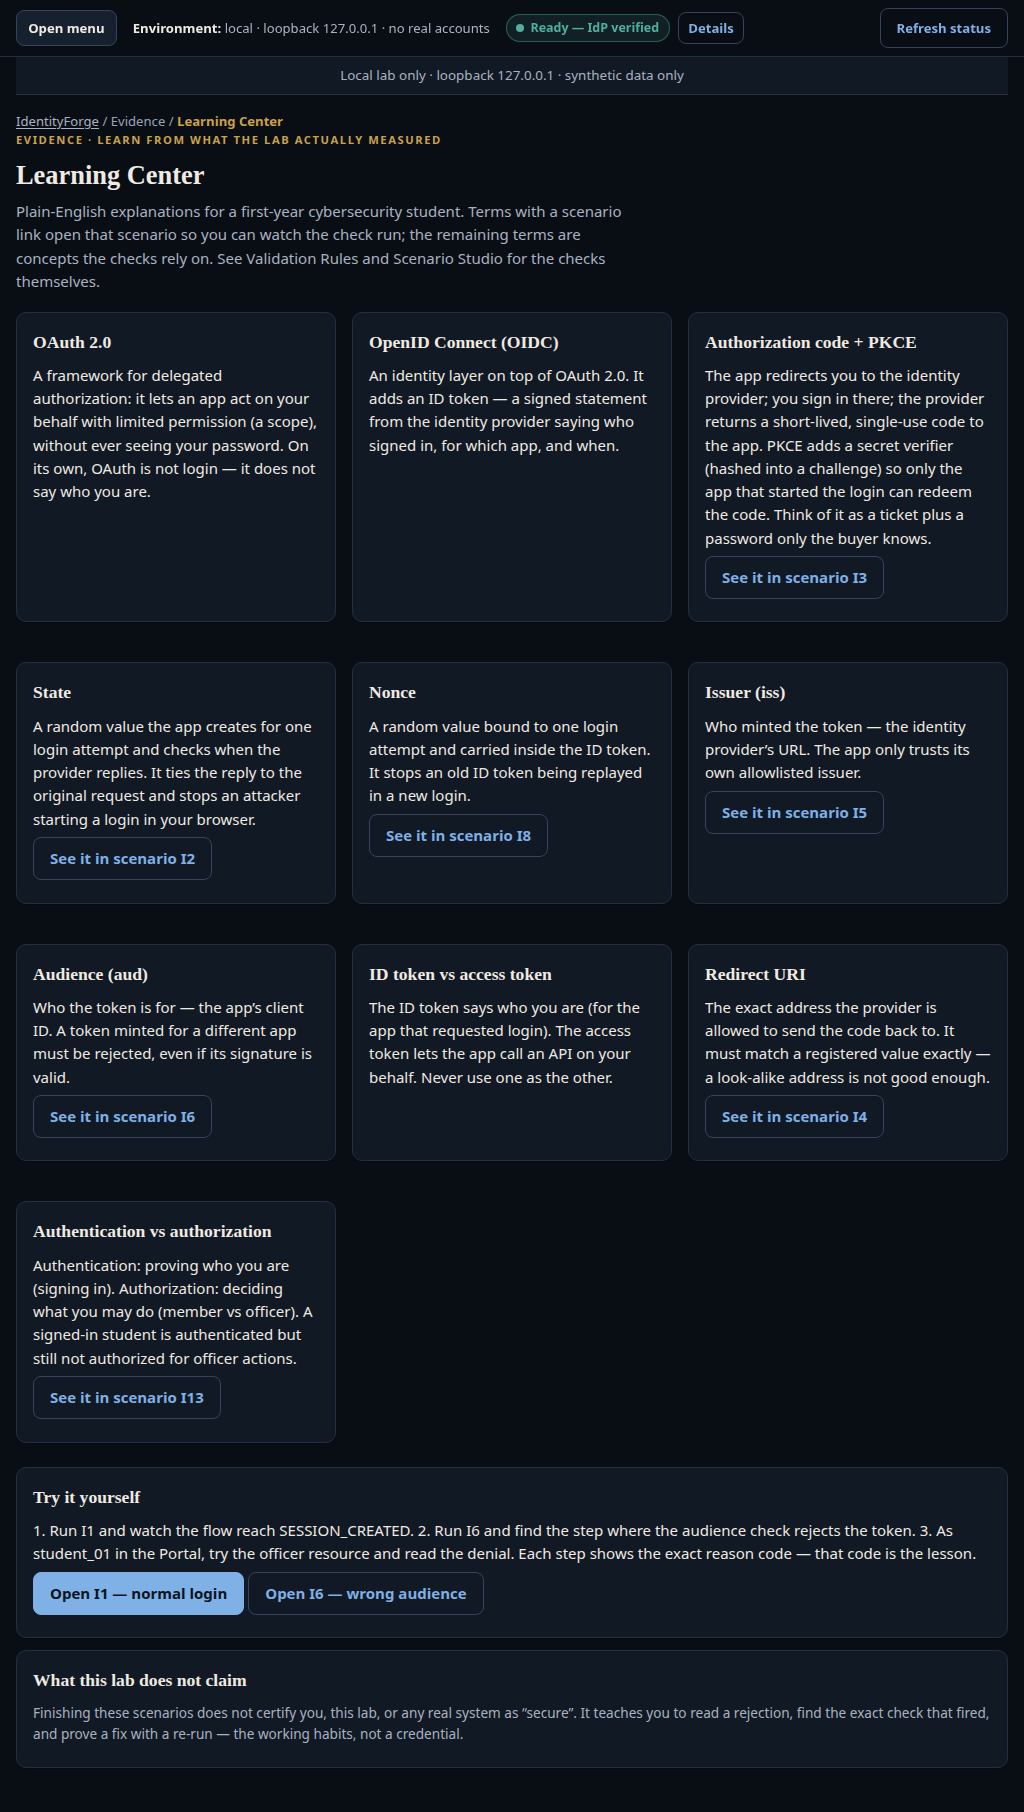 Open menu
Environment: local · loopback 127.0.0.1 · no real accounts
Ready — IdP verified
Details
Refresh status
Local lab only · loopback 127.0.0.1 · synthetic data only
IdentityForge / Evidence / Learning Center
EVIDENCE · LEARN FROM WHAT THE LAB ACTUALLY MEASURED
Learning Center
Plain-English explanations for a first-year cybersecurity student. Terms with a scenario
link open that scenario so you can watch the check run; the remaining terms are
concepts the checks rely on. See Validation Rules and Scenario Studio for the checks
themselves.
OAuth 2.0
A framework for delegated
authorization: it lets an app act on your
behalf with limited permission (a scope),
without ever seeing your password. On
its own, OAuth is not login — it does not
say who you are.
OpenID Connect (OIDC)
An identity layer on top of OAuth 2.0. It
adds an ID token — a signed statement
from the identity provider saying who
signed in, for which app, and when.
Authorization code + PKCE
The app redirects you to the identity
provider; you sign in there; the provider
returns a short-lived, single-use code to
the app. PKCE adds a secret verifier
(hashed into a challenge) so only the
app that started the login can redeem
the code. Think of it as a ticket plus a
password only the buyer knows.
See it in scenario I3
State
A random value the app creates for one
login attempt and checks when the
provider replies. It ties the reply to the
original request and stops an attacker
starting a login in your browser.
See it in scenario I2
Nonce
A random value bound to one login
attempt and carried inside the ID token.
It stops an old ID token being replayed
in a new login.
See it in scenario I8
Issuer (iss)
Who minted the token — the identity
provider’s URL. The app only trusts its
own allowlisted issuer.
See it in scenario I5
Audience (aud)
Who the token is for — the app’s client
ID. A token minted for a different app
must be rejected, even if its signature is
valid.
See it in scenario I6
ID token vs access token
The ID token says who you are (for the
app that requested login). The access
token lets the app call an API on your
behalf. Never use one as the other.
Redirect URI
The exact address the provider is
allowed to send the code back to. It
must match a registered value exactly —
a look-alike address is not good enough.
See it in scenario I4
Authentication vs authorization
Authentication: proving who you are
(signing in). Authorization: deciding
what you may do (member vs officer). A
signed-in student is authenticated but
still not authorized for officer actions.
See it in scenario I13
Try it yourself
1. Run I1 and watch the flow reach SESSION_CREATED. 2. Run I6 and find the step where the audience check rejects the token. 3. As
student_01 in the Portal, try the officer resource and read the denial. Each step shows the exact reason code — that code is the lesson.
Open I1 — normal login
Open I6 — wrong audience
What this lab does not claim
Finishing these scenarios does not certify you, this lab, or any real system as “secure”. It teaches you to read a rejection, find the exact check that fired,
and prove a fix with a re-run — the working habits, not a credential.